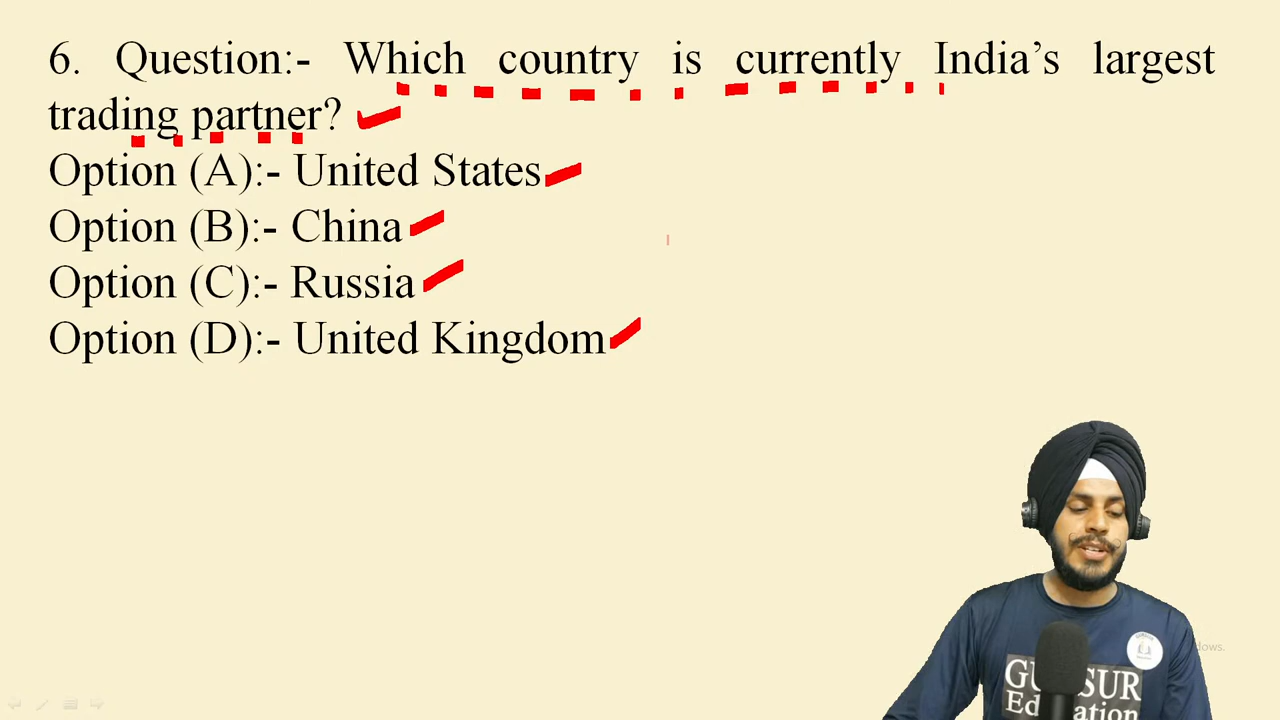 6. Question:- Which country is currently India’s largest
trading partner?
Option (A):- United States
Option (B):- China
Option (C):- Russia
Option (D):- United Kingdom